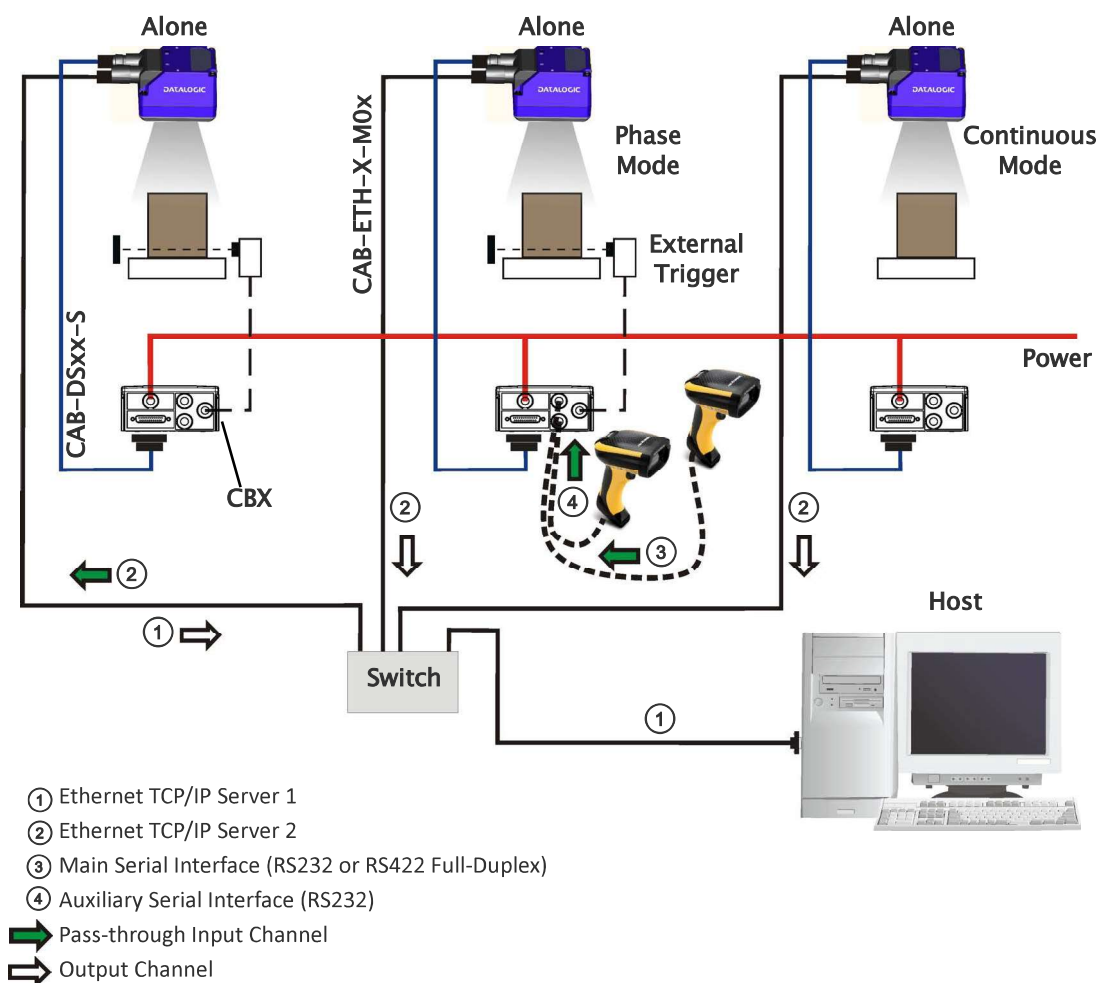 Alone
Alone
Alone
DATALOGIC
DATALOGIC
DATALOGIC
Phase
Mode
Continuous
Mode
CAB-ETH-X-M0x
External
Trigger
CAB-DSxx-S
Power
CBX
4
2
2
3
2
1
Host
Switch
1
1 Ethernet TCP/IP Server 1
2 Ethernet TCP/IP Server 2
3 Main Serial Interface (RS232 or RS422 Full-Duplex)
4 Auxiliary Serial Interface (RS232)
Pass-through Input Channel
Output Channel